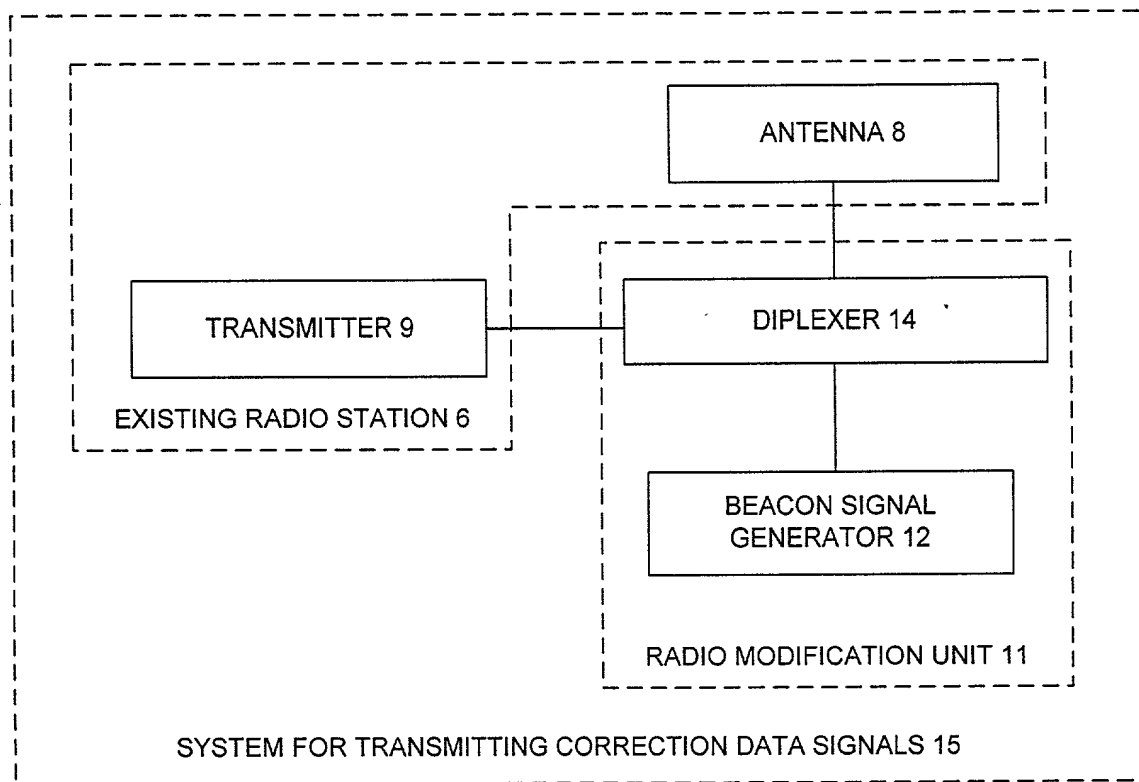 ANTENNA 8
TRANSMITTER 9
DIPLEXER 14
EXISTING RADIO STATION 6
BEACON SIGNAL
GENERATOR 12
RADIO MODIFICATION UNIT 11
SYSTEM FOR TRANSMITTING CORRECTION DATA SIGNALS 15